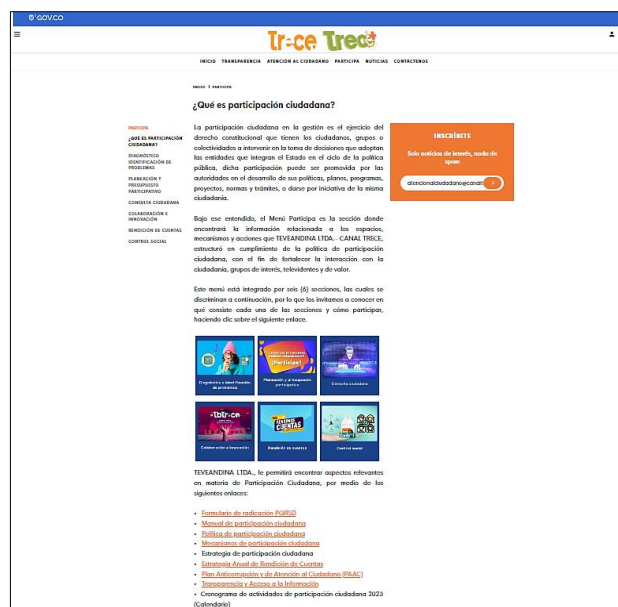 GOV.CO
Trece Trece+
INICIO TRANSPARENCIA ATENCIÓN AL CIUDADANO PARTICIPA NOTICIAS CONTÁCTENOS
INICIO > PARTICIPA
¿Qué es participación ciudadana?
PARTICIPA
¿QUÉ ES PARTICIPACIÓN
CIUDADANA?
DIAGNÓSTICO
IDENTIFICACIÓN DE
PROBLEMAS
PLANEACIÓN Y
PRESUPUESTO
PARTICIPATIVO
CONSULTA CIUDADANA
COLABORACIÓN E
INNOVACIÓN
RENDICIÓN DE CUENTAS
CONTROL SOCIAL
La participación ciudadana en la gestión es el ejercicio del
derecho constitucional que tienen los ciudadanos, grupos o
colectividades a intervenir en la toma de decisiones que adoptan
las entidades que integran el Estado en el ciclo de la política
pública, dicha participación puede ser promovida por las
autoridades en el desarrollo de sus políticas, planes, programas,
proyectos, normas y trámites, o darse por iniciativa de la misma
ciudadanía.
Bajo ese entendido, el Menú Participa es la sección donde
encontrará la información relacionada a los espacios,
mecanismos y acciones que TEVEANDINA LTDA.- CANAL TRECE,
estructuró en cumplimiento de la política de participación
ciudadana, con el fin de fortalecer la interacción con la
ciudadanía, grupos de interés, televidentes y de valor.
Este menú está integrado por seis (6) secciones, las cuales se
discriminan a continuación, por lo que los invitamos a conocer en
qué consiste cada una de las secciones y cómo participar,
haciendo clic sobre el siguiente enlace.
INSCRÍBETE
Solo noticias de interés, nada de
spam
atencionalciudadano@canal
¡Participa!
Planeación y presupuesto
participativo
Consulta ciudadana
#TbTrece
CUENTAS
Colaboración e innovación
Rendición de cuentas
Control social
TEVEANDINA LTDA., le permitirá encontrar aspectos relevantes
en materia de Participación Ciudadana, por medio de los
siguientes enlaces:
• Formulario de radicación PQRSD
• Manual de participación ciudadana
• Política de participación ciudadana
• Mecanismos de participación ciudadana
• Estrategia de participación ciudadana
• Estrategia Anual de Rendición de Cuentas
• Plan Anticorrupción y de Atención al Ciudadano (PAAC)
• Transparencia y Acceso a la Información
• Cronograma de actividades de participación ciudadana 2023
(Calendario)